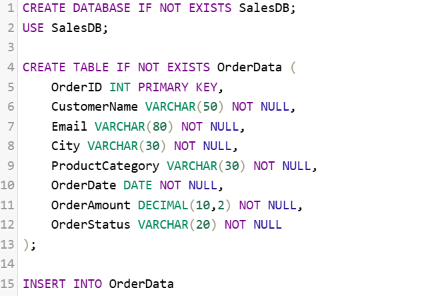 1 CREATE DATABASE IF NOT EXISTS SalesDB;
2 USE SalesDB;
3
4 CREATE TABLE IF NOT EXISTS OrderData (
5     OrderID INT PRIMARY KEY,
6     CustomerName VARCHAR(50) NOT NULL,
7     Email VARCHAR(80) NOT NULL,
8     City VARCHAR(30) NOT NULL,
9     ProductCategory VARCHAR(30) NOT NULL,
10     OrderDate DATE NOT NULL,
11     OrderAmount DECIMAL(10,2) NOT NULL,
12     OrderStatus VARCHAR(20) NOT NULL
13 );
14
15 INSERT INTO OrderData